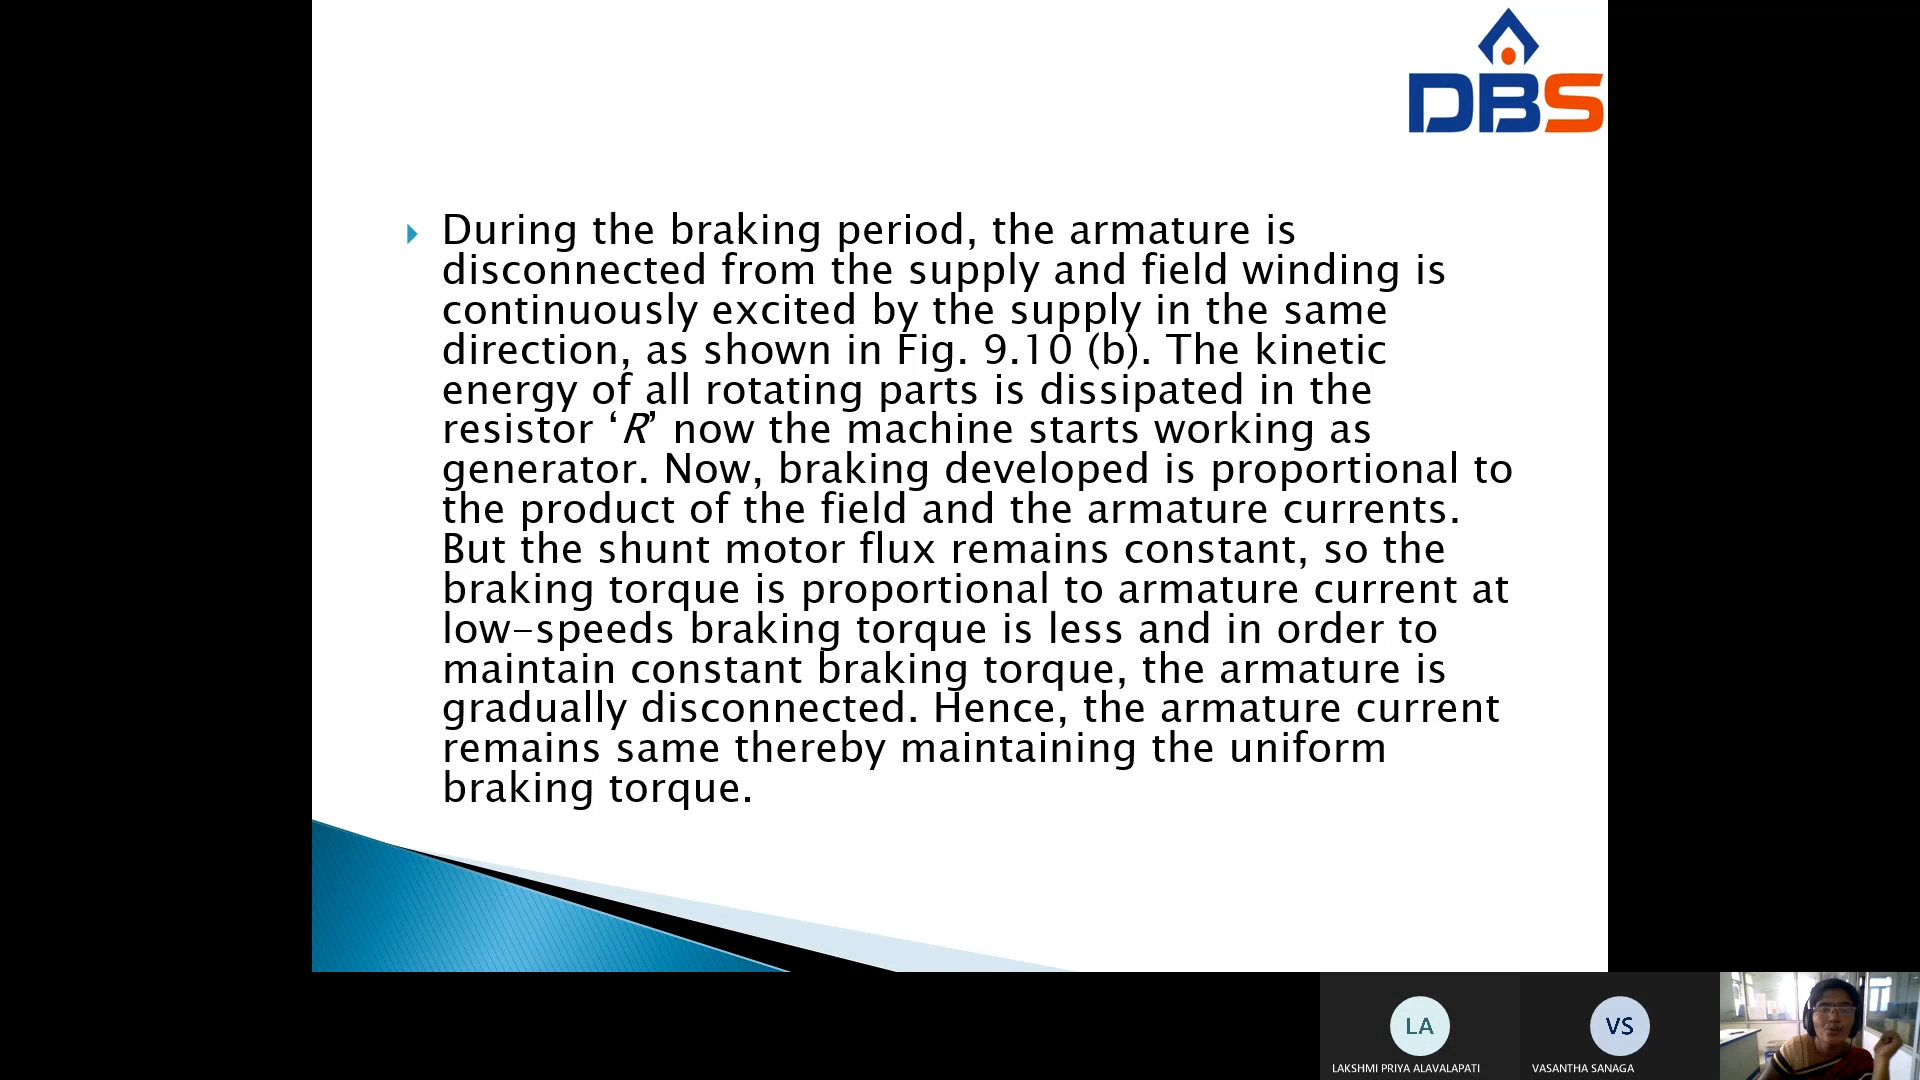 DBS
During the braking period, the armature is
disconnected from the supply and field winding is
continuously excited by the supply in the same
direction, as shown in Fig. 9.10 (b). The kinetic
energy of all rotating parts is dissipated in the
resistor ‘R’ now the machine starts working as
generator. Now, braking developed is proportional to
the product of the field and the armature currents.
But the shunt motor flux remains constant, so the
braking torque is proportional to armature current at
low-speeds braking torque is less and in order to
maintain constant braking torque, the armature is
gradually disconnected. Hence, the armature current
remains same thereby maintaining the uniform
braking torque.
LA
VS
LAKSHMI PRIYA ALAVALAPATI
VASANTHA SANAGA